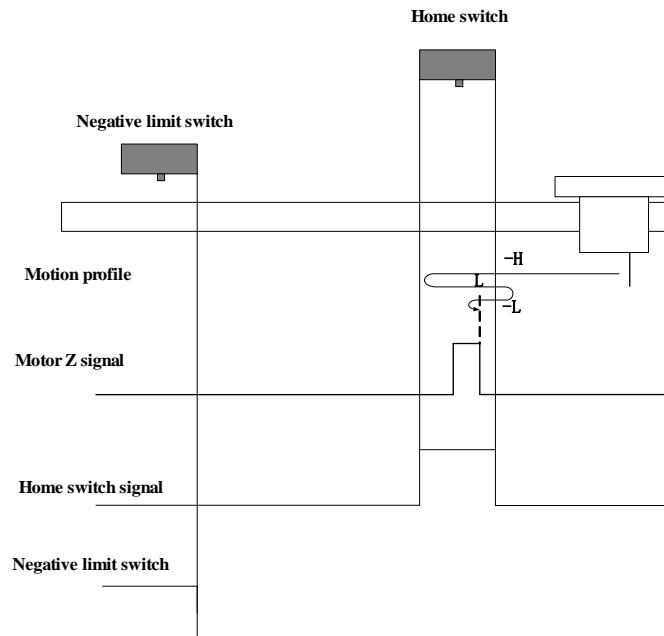 Home switch
Negative limit switch
−H
Motion profile
L
−L
Motor Z signal
Home switch signal
Negative limit switch